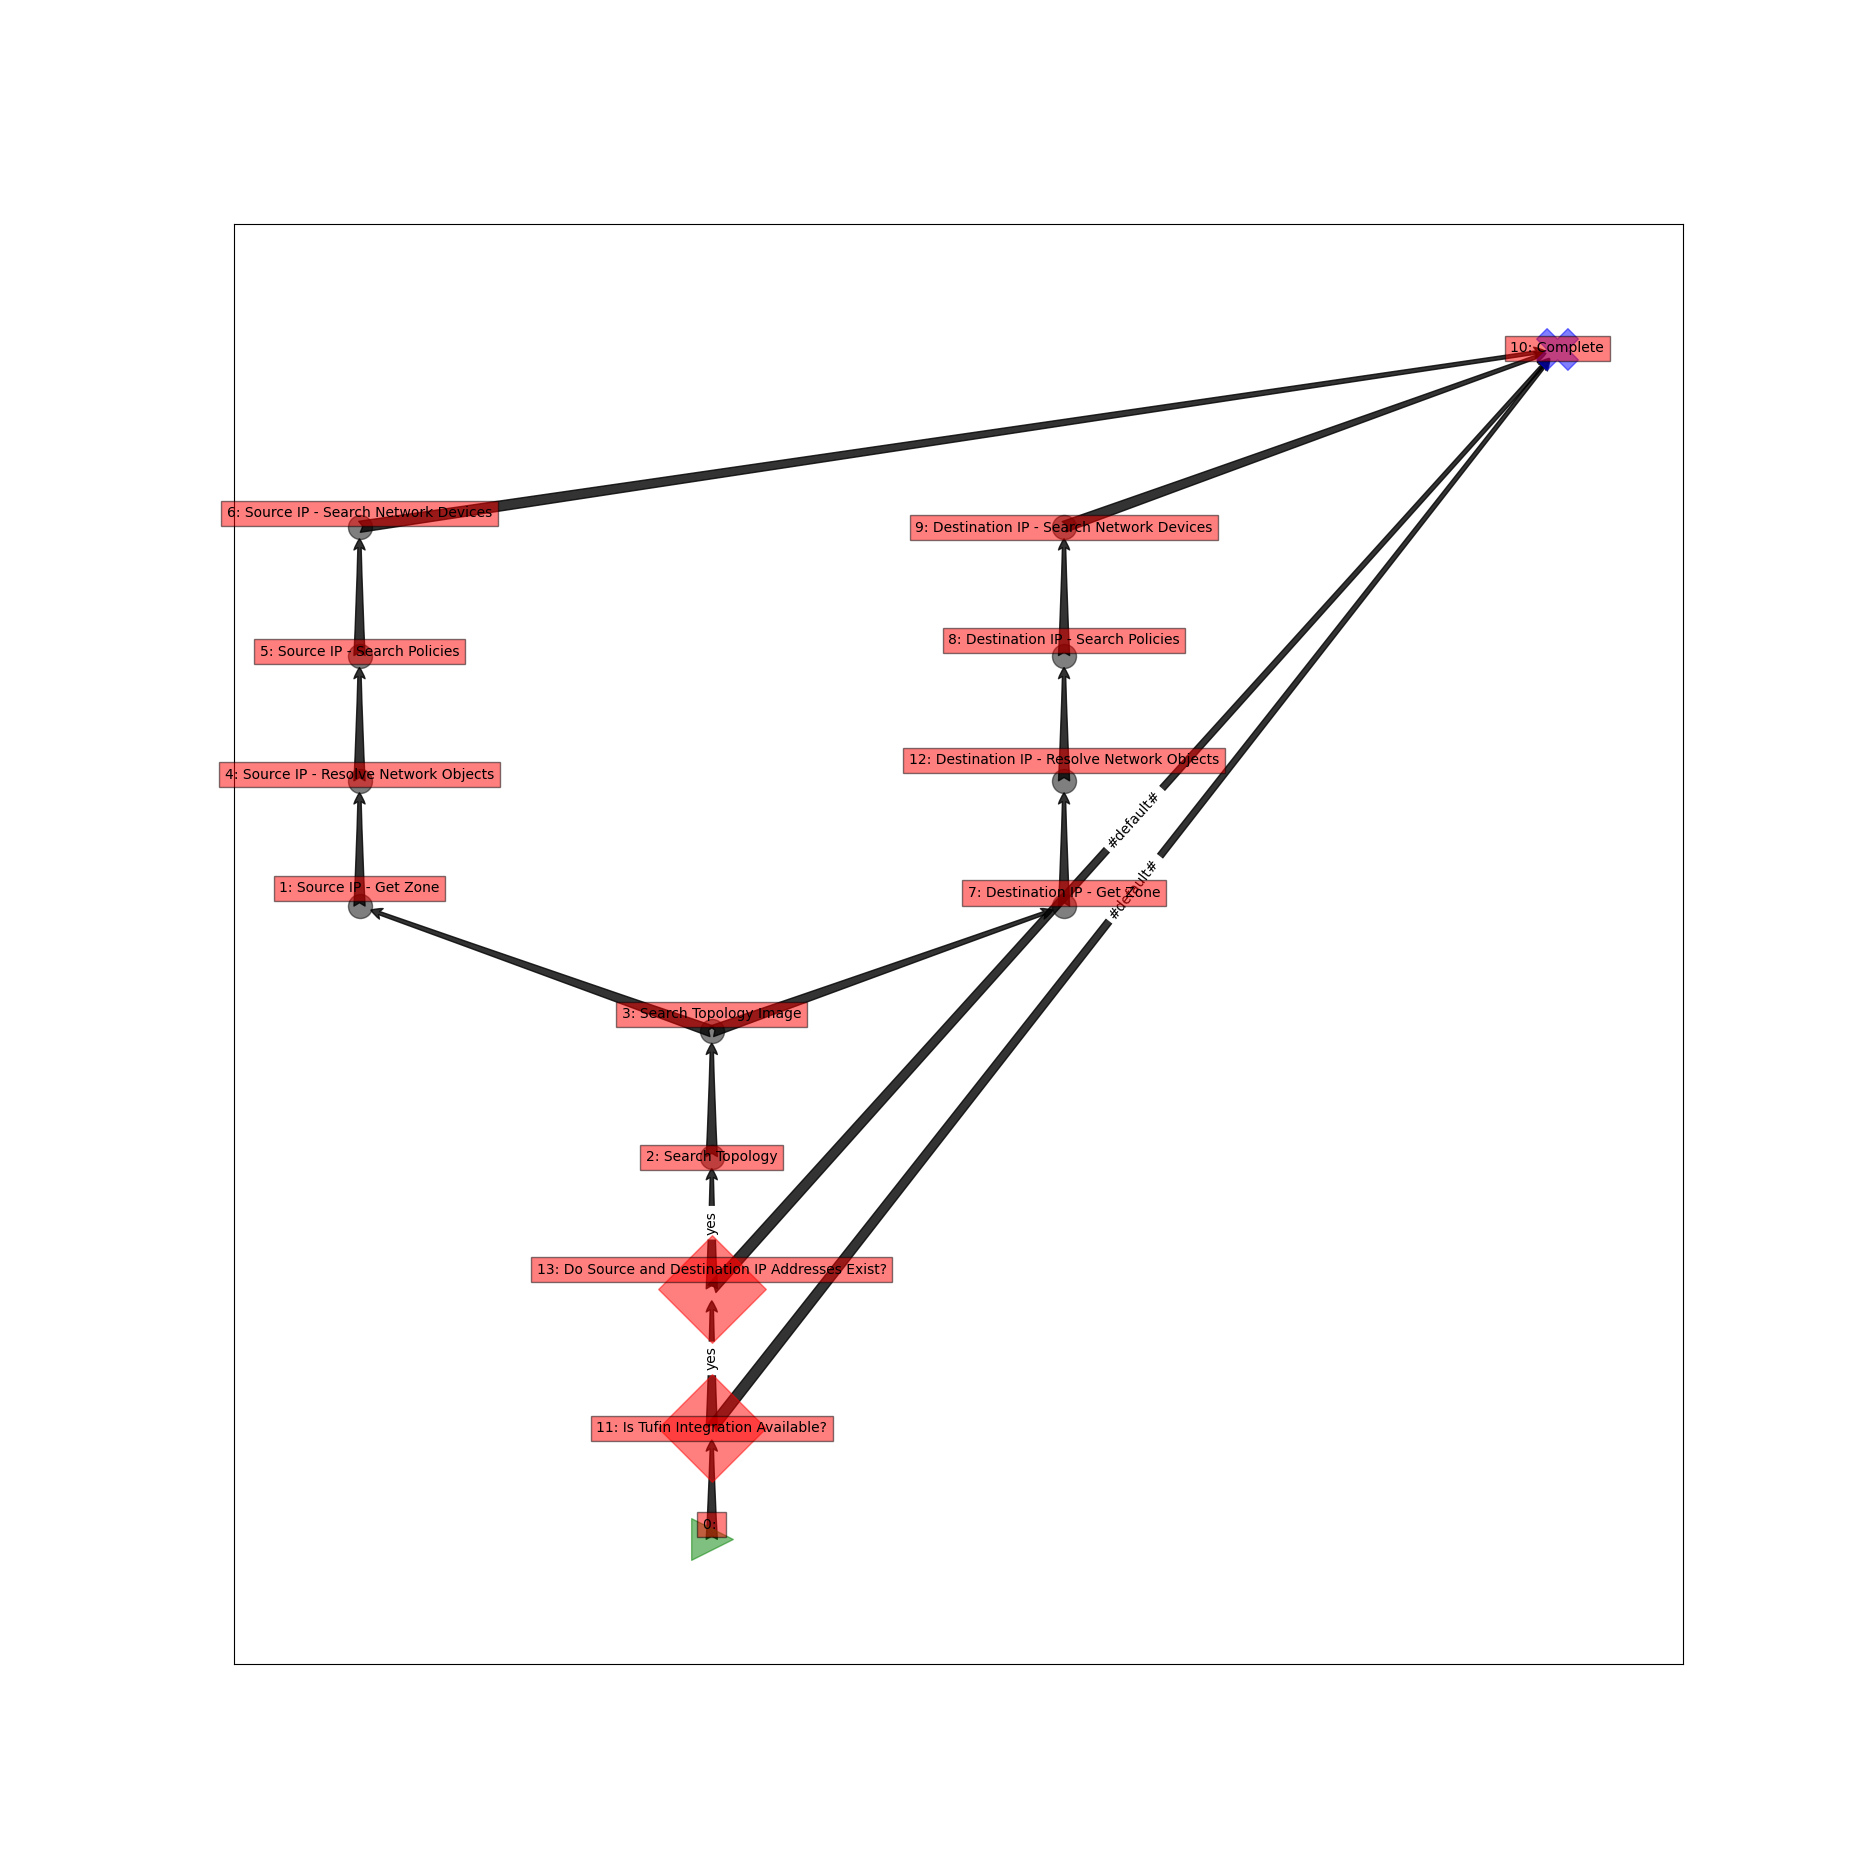 10: Complete
6: Source IP - Search Network Devices
9: Destination IP - Search Network Devices
5: Source IP - Search Policies
8: Destination IP - Search Policies
4: Source IP - Resolve Network Objects
12: Destination IP - Resolve Network Objects
#default#
#default#
1: Source IP - Get Zone
7: Destination IP - Get Zone
3: Search Topology Image
2: Search Topology
yes
13: Do Source and Destination IP Addresses Exist?
yes
11: Is Tufin Integration Available?
0: